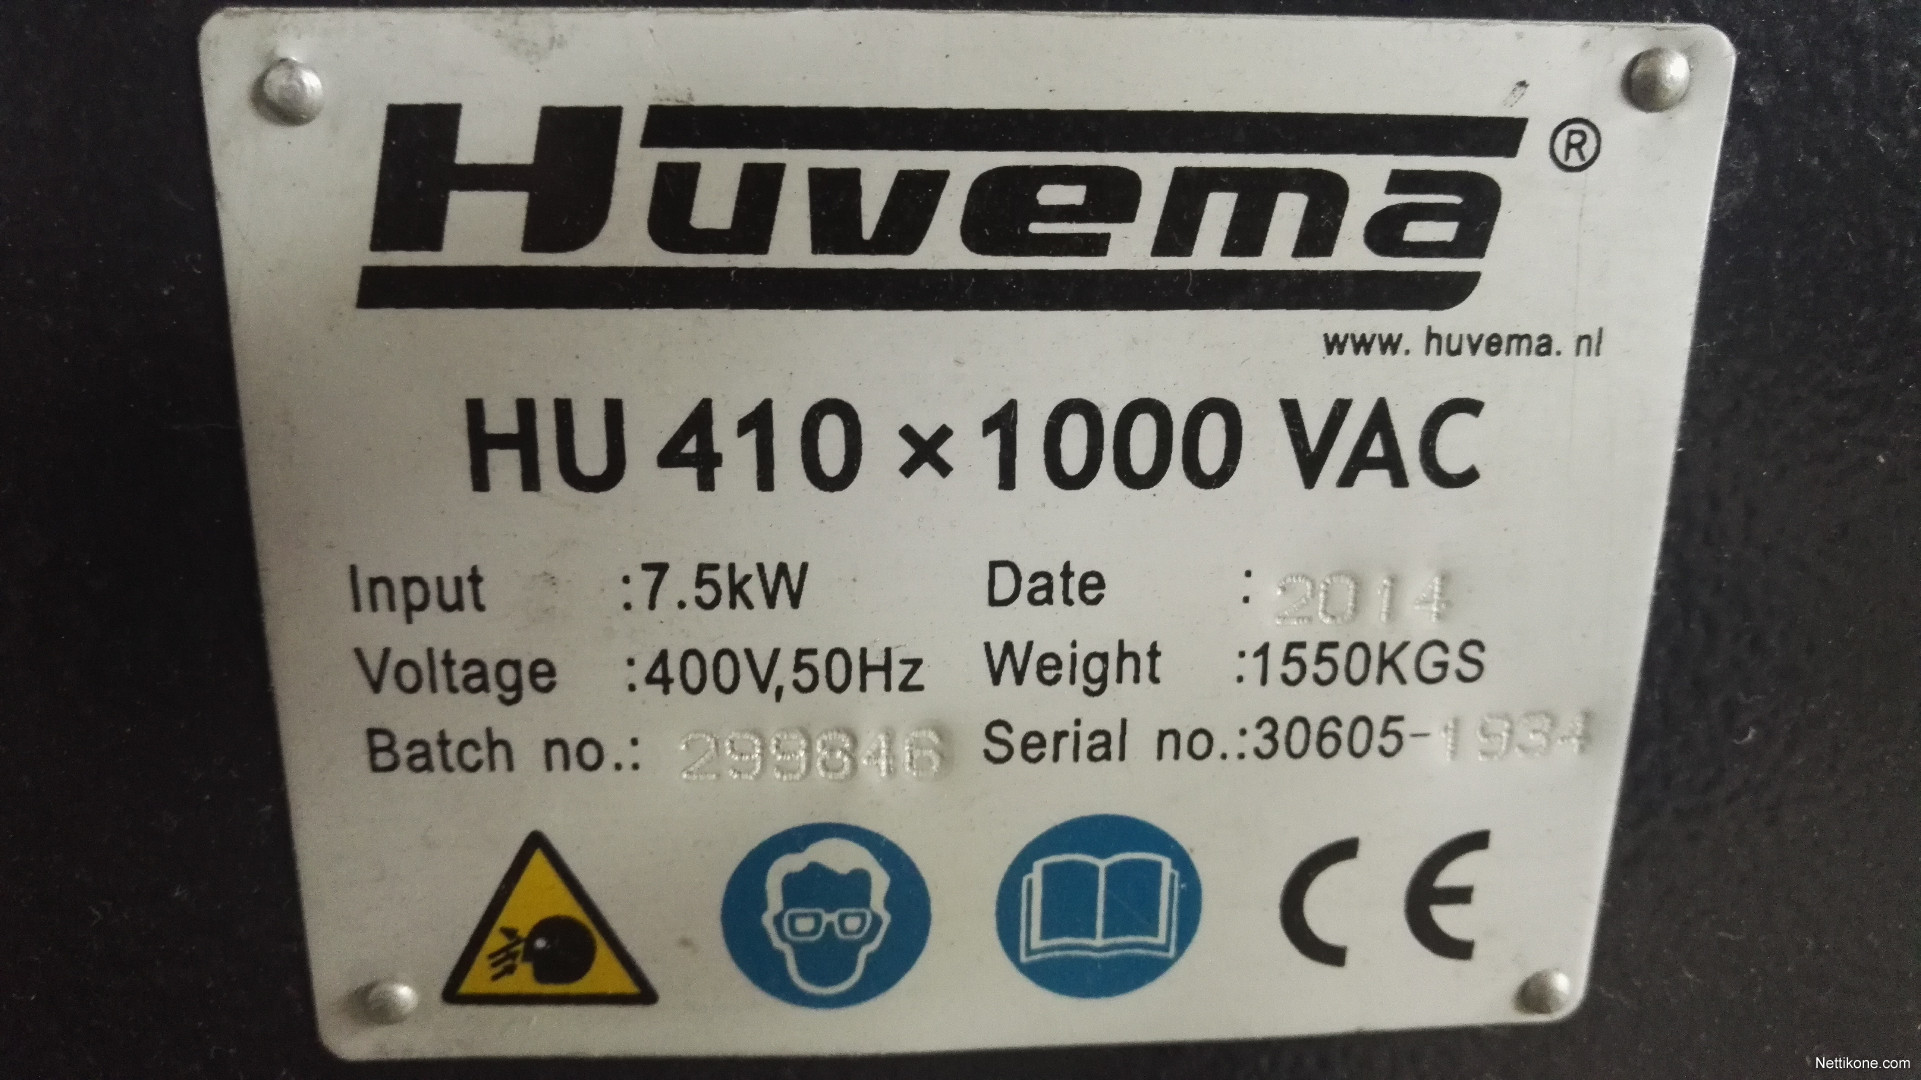 Huvema ®
www. huvema. nl
HU 410 × 1000 VAC
Input :7.5kW Date : 2014
Voltage :400V,50Hz Weight :1550KGS
Batch no.: 299846 Serial no.:30605-1934
CE
Nettikone.com